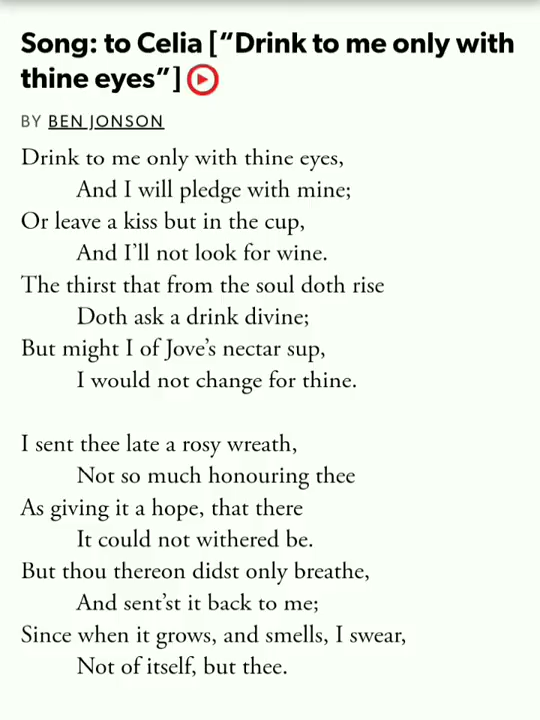 Song: to Celia [“Drink to me only with
thine eyes”]
BY BEN JONSON
Drink to me only with thine eyes,
And I will pledge with mine;
Or leave a kiss but in the cup,
And I’ll not look for wine.
The thirst that from the soul doth rise
Doth ask a drink divine;
But might I of Jove’s nectar sup,
I would not change for thine.

I sent thee late a rosy wreath,
Not so much honouring thee
As giving it a hope, that there
It could not withered be.
But thou thereon didst only breathe,
And sent’st it back to me;
Since when it grows, and smells, I swear,
Not of itself, but thee.